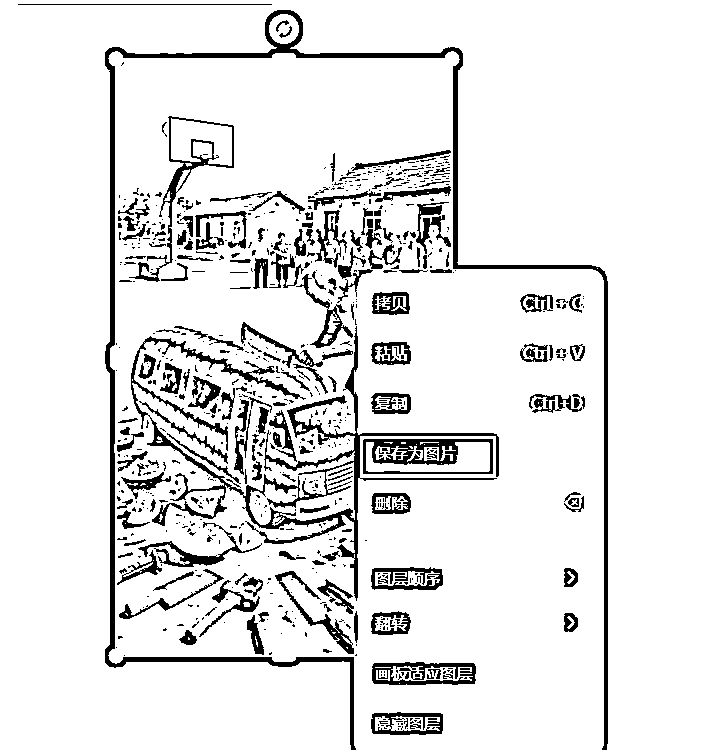 拷贝 Ctrl + C
粘贴 Ctrl + V
复制 Ctrl+D
保存为图片
删除
图层顺序
翻转
画板适应图层
隐藏图层